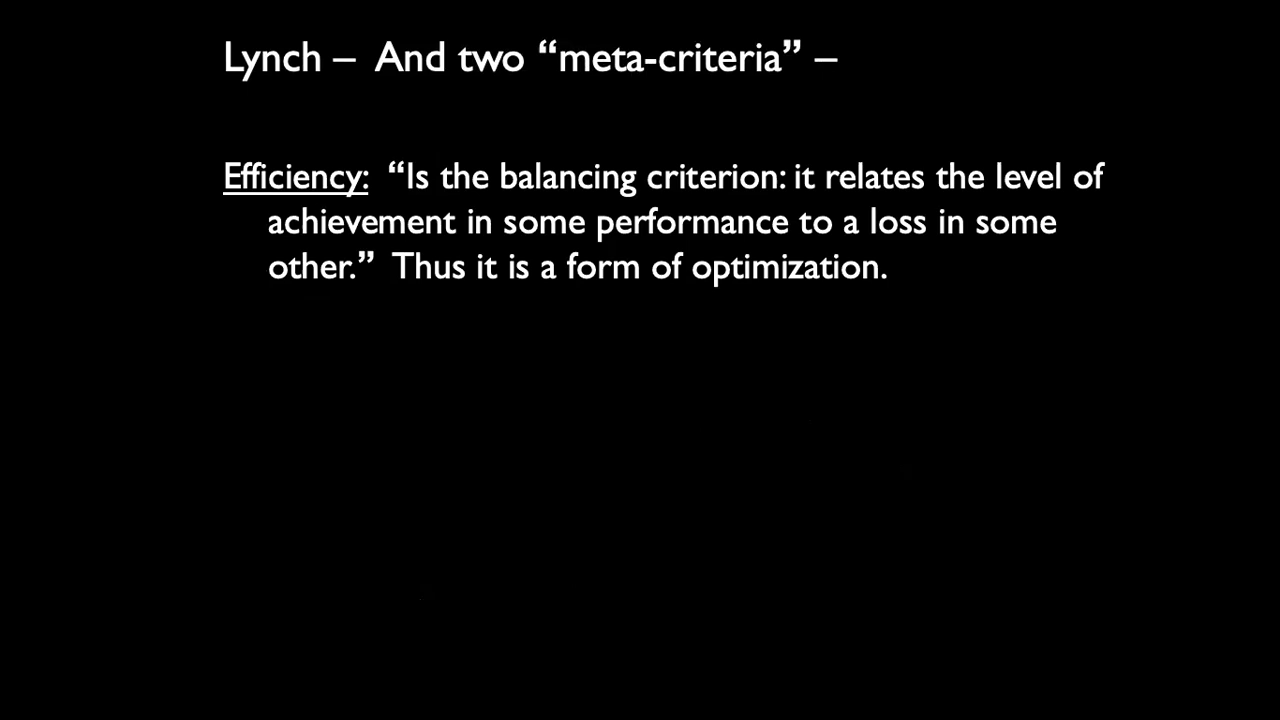 Lynch –  And two “meta-criteria” –
Efficiency:  “Is the balancing criterion: it relates the level of
achievement in some performance to a loss in some
other.”  Thus it is a form of optimization.